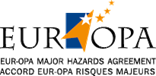 EUR OPA
EUR-OPA MAJOR HAZARDS AGREEMENT
ACCORD EUR-OPA RISQUES MAJEURS